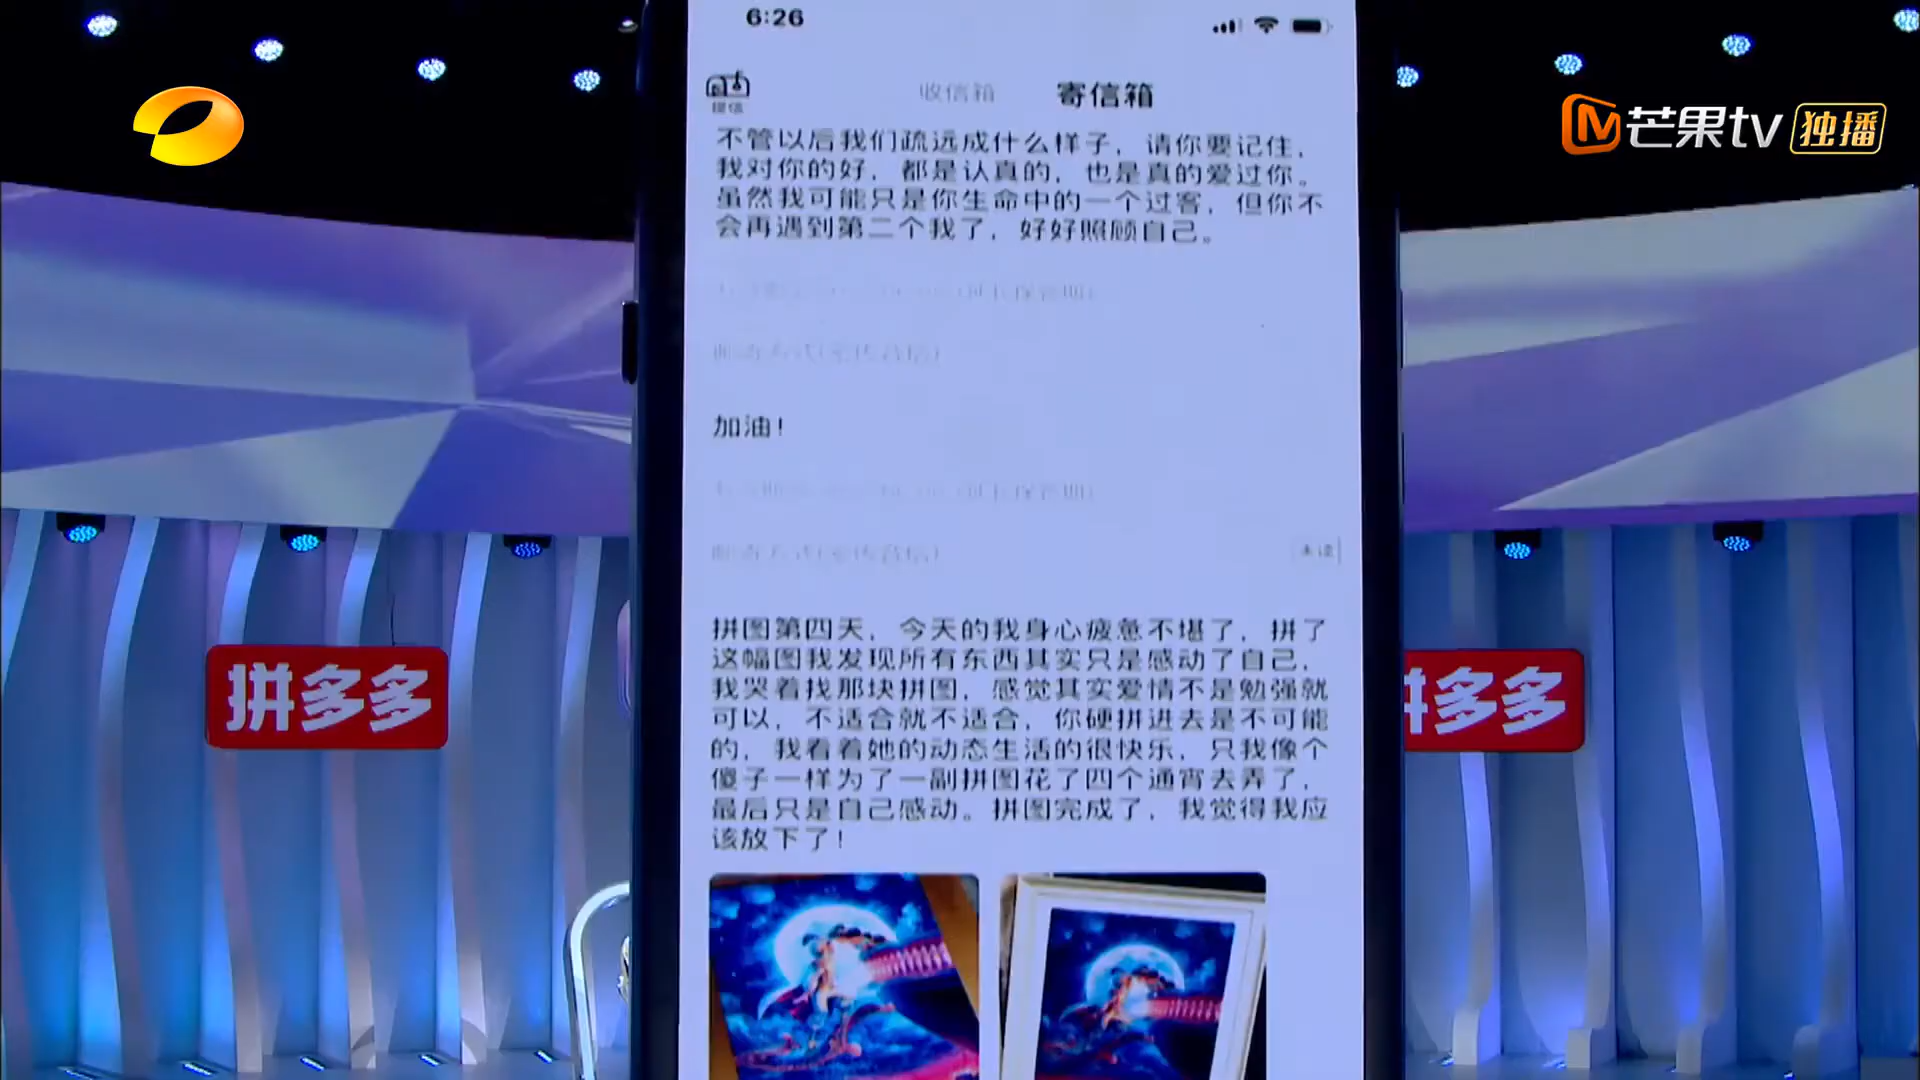 6:26
芒果tv 独播
提信
收信箱 寄信箱
不管以后我们疏远成什么样子，请你要记住，
我对你的好，都是认真的，也是真的爱过你。
虽然我可能只是你生命中的一个过客，但你不
会再遇到第二个我了，好好照顾自己。
加油！
未读
拼图第四天，今天的我身心疲惫不堪了，拼了
这幅图我发现所有东西其实只是感动了自己，
我哭着找那块拼图，感觉其实爱情不是勉强就
可以，不适合就不适合，你硬拼进去是不可能
的，我看着她的动态生活的很快乐，只我像个
傻子一样为了一副拼图花了四个通宵去弄了，
最后只是自己感动。拼图完成了，我觉得我应
该放下了！
拼多多
拼多多